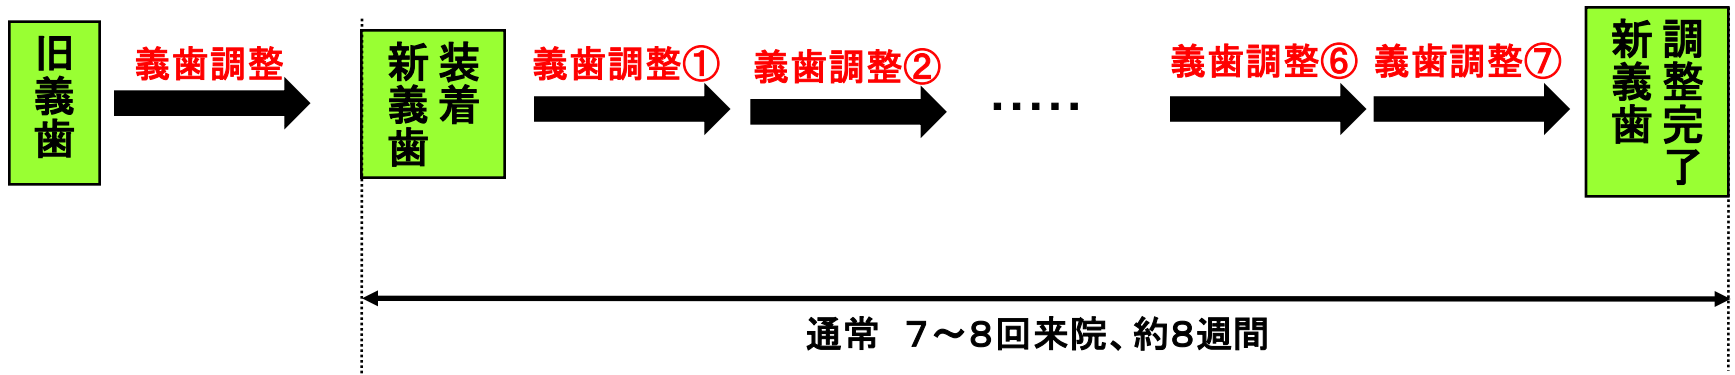 旧義歯
義歯調整
装着
新義歯
義歯調整①
義歯調整②
・・・・・
義歯調整⑥
義歯調整⑦
調整完了
新義歯
通常　７～８回来院、約８週間